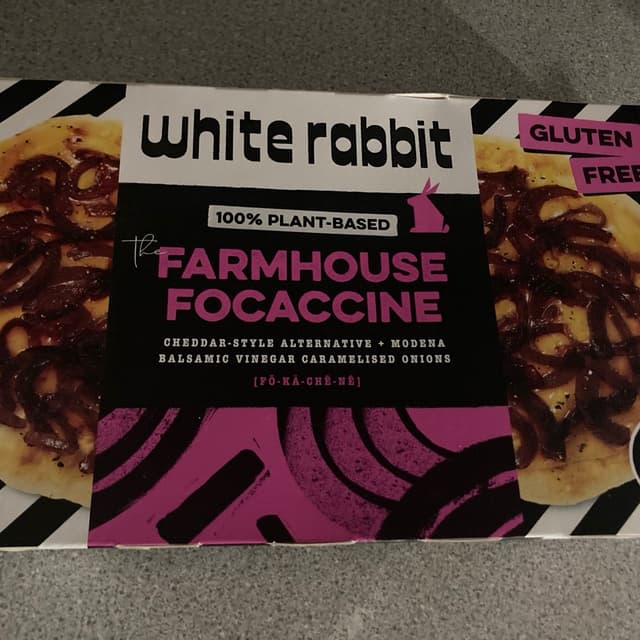 white rabbit
GLUTEN
FREE
100% PLANT-BASED
The
FARMHOUSE
FOCACCINE
CHEDDAR-STYLE ALTERNATIVE + MODENA
BALSAMIC VINEGAR CARAMELISED ONIONS
[FŌ-KÄ-CHĒ-NĒ]